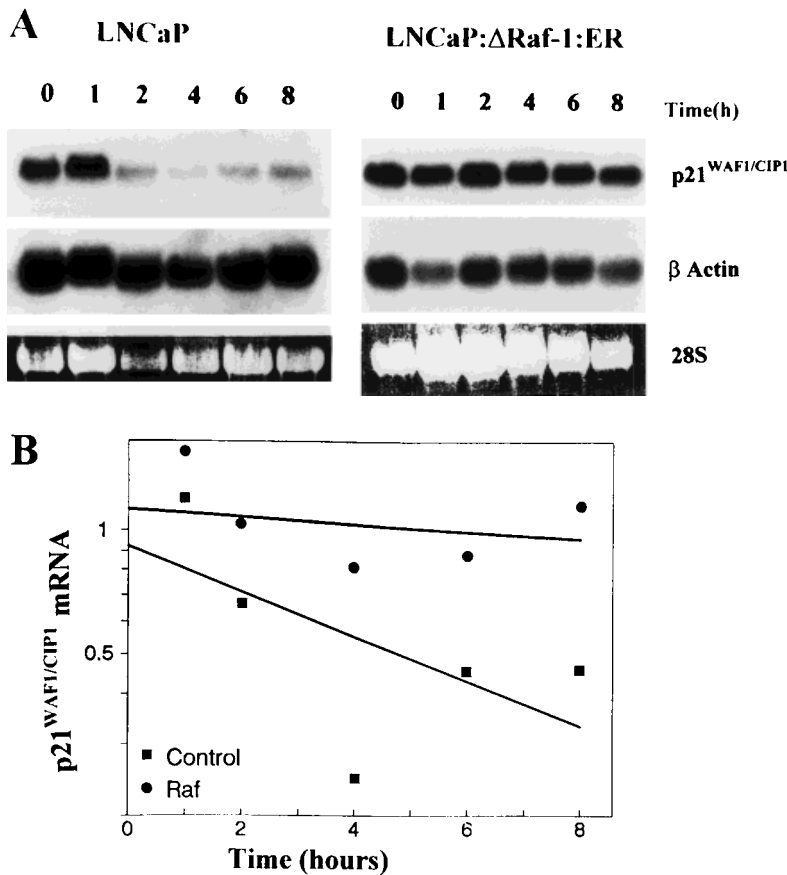 A
LNCaP
LNCaP:ΔRaf-1:ER
0 1 2 4 6 8
0 1 2 4 6 8
Time(h)
p21WAF1/CIP1
β Actin
28S
B
p21WAF1/CIP1 mRNA
1
0.5
Control
Raf
0 2 4 6 8
Time (hours)